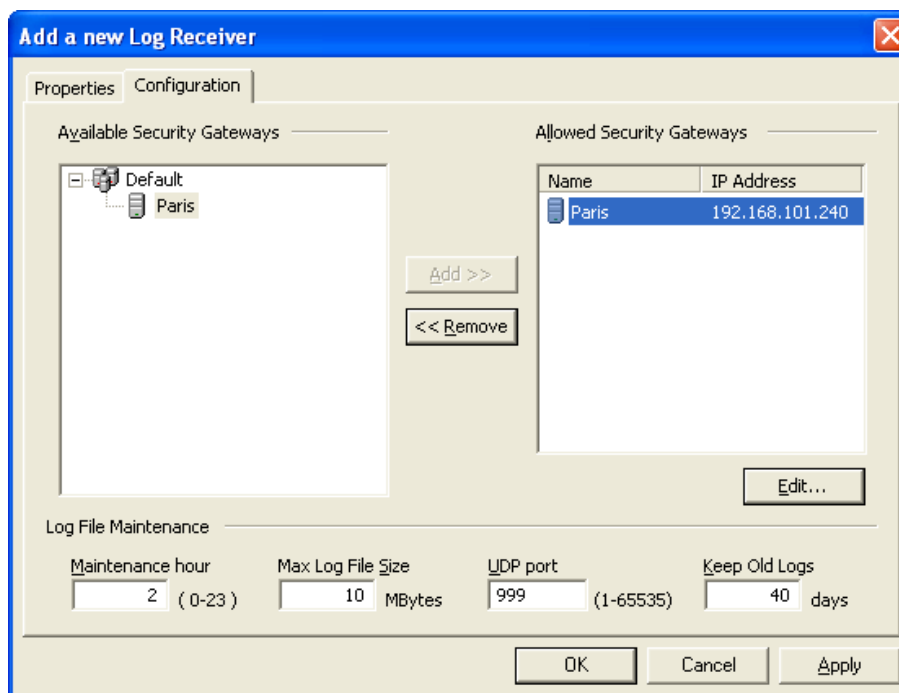 Add a new Log Receiver
Properties Configuration
Available Security Gateways Allowed Security Gateways
Default
Paris
Name IP Address
Paris 192.168.101.240
Add >>
<< Remove
Edit...
Log File Maintenance
Maintenance hour Max Log File Size UDP port Keep Old Logs
2 ( 0-23 ) 10 MBytes 999 (1-65535) 40 days
OK Cancel Apply